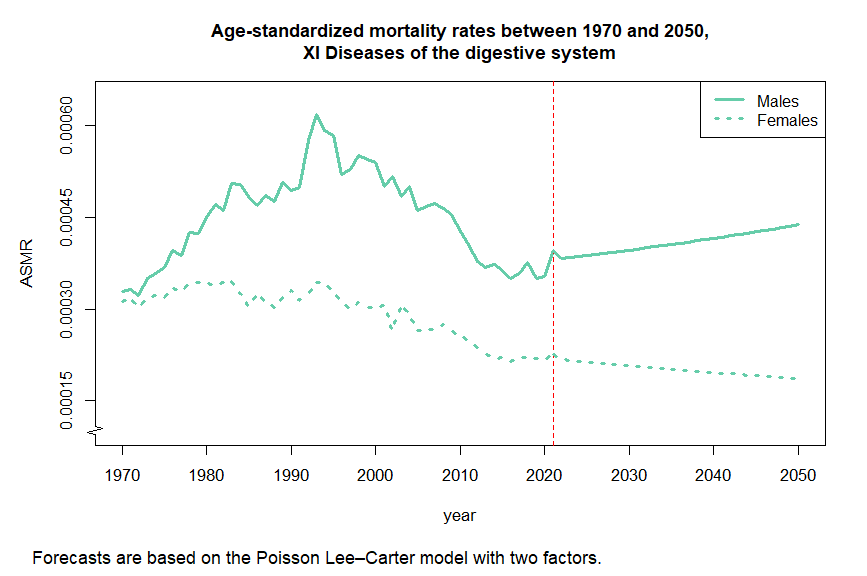 Age-standardized mortality rates between 1970 and 2050,
XI Diseases of the digestive system
Males
Females
0.00060
0.00045
0.00030
0.00015
ASMR
1970 1980 1990 2000 2010 2020 2030 2040 2050
year
Forecasts are based on the Poisson Lee–Carter model with two factors.